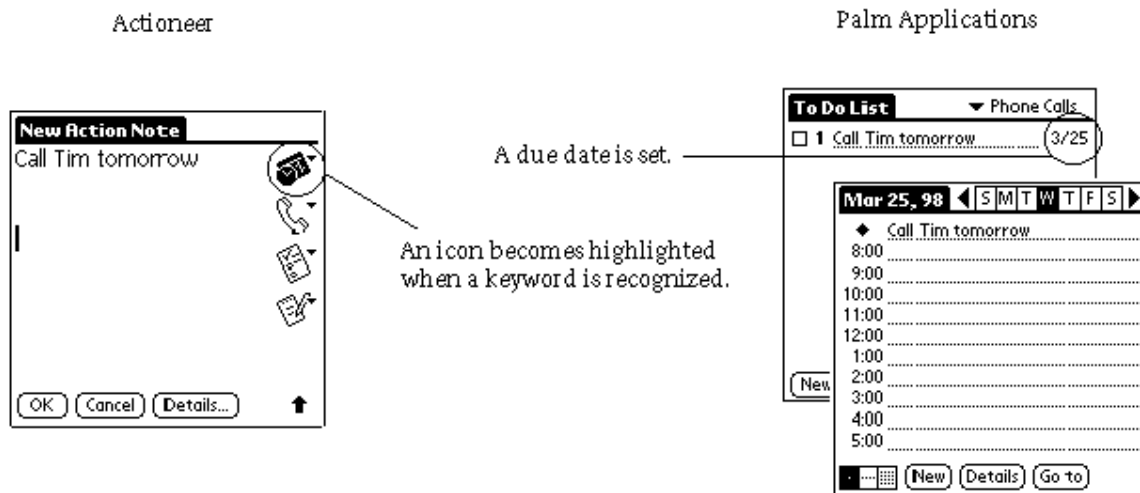 Actioneer
Palm Applications
New Action Note
Call Tim tomorrow
OK Cancel Details...
An icon becomes highlighted
when a keyword is recognized.
A due date is set.
To Do List Phone Calls
1 Call Tim tomorrow 3/25
New
Mar 25, 98 S M T W T F S
Call Tim tomorrow
8:00
9:00
10:00
11:00
12:00
1:00
2:00
3:00
4:00
5:00
New Details Go to